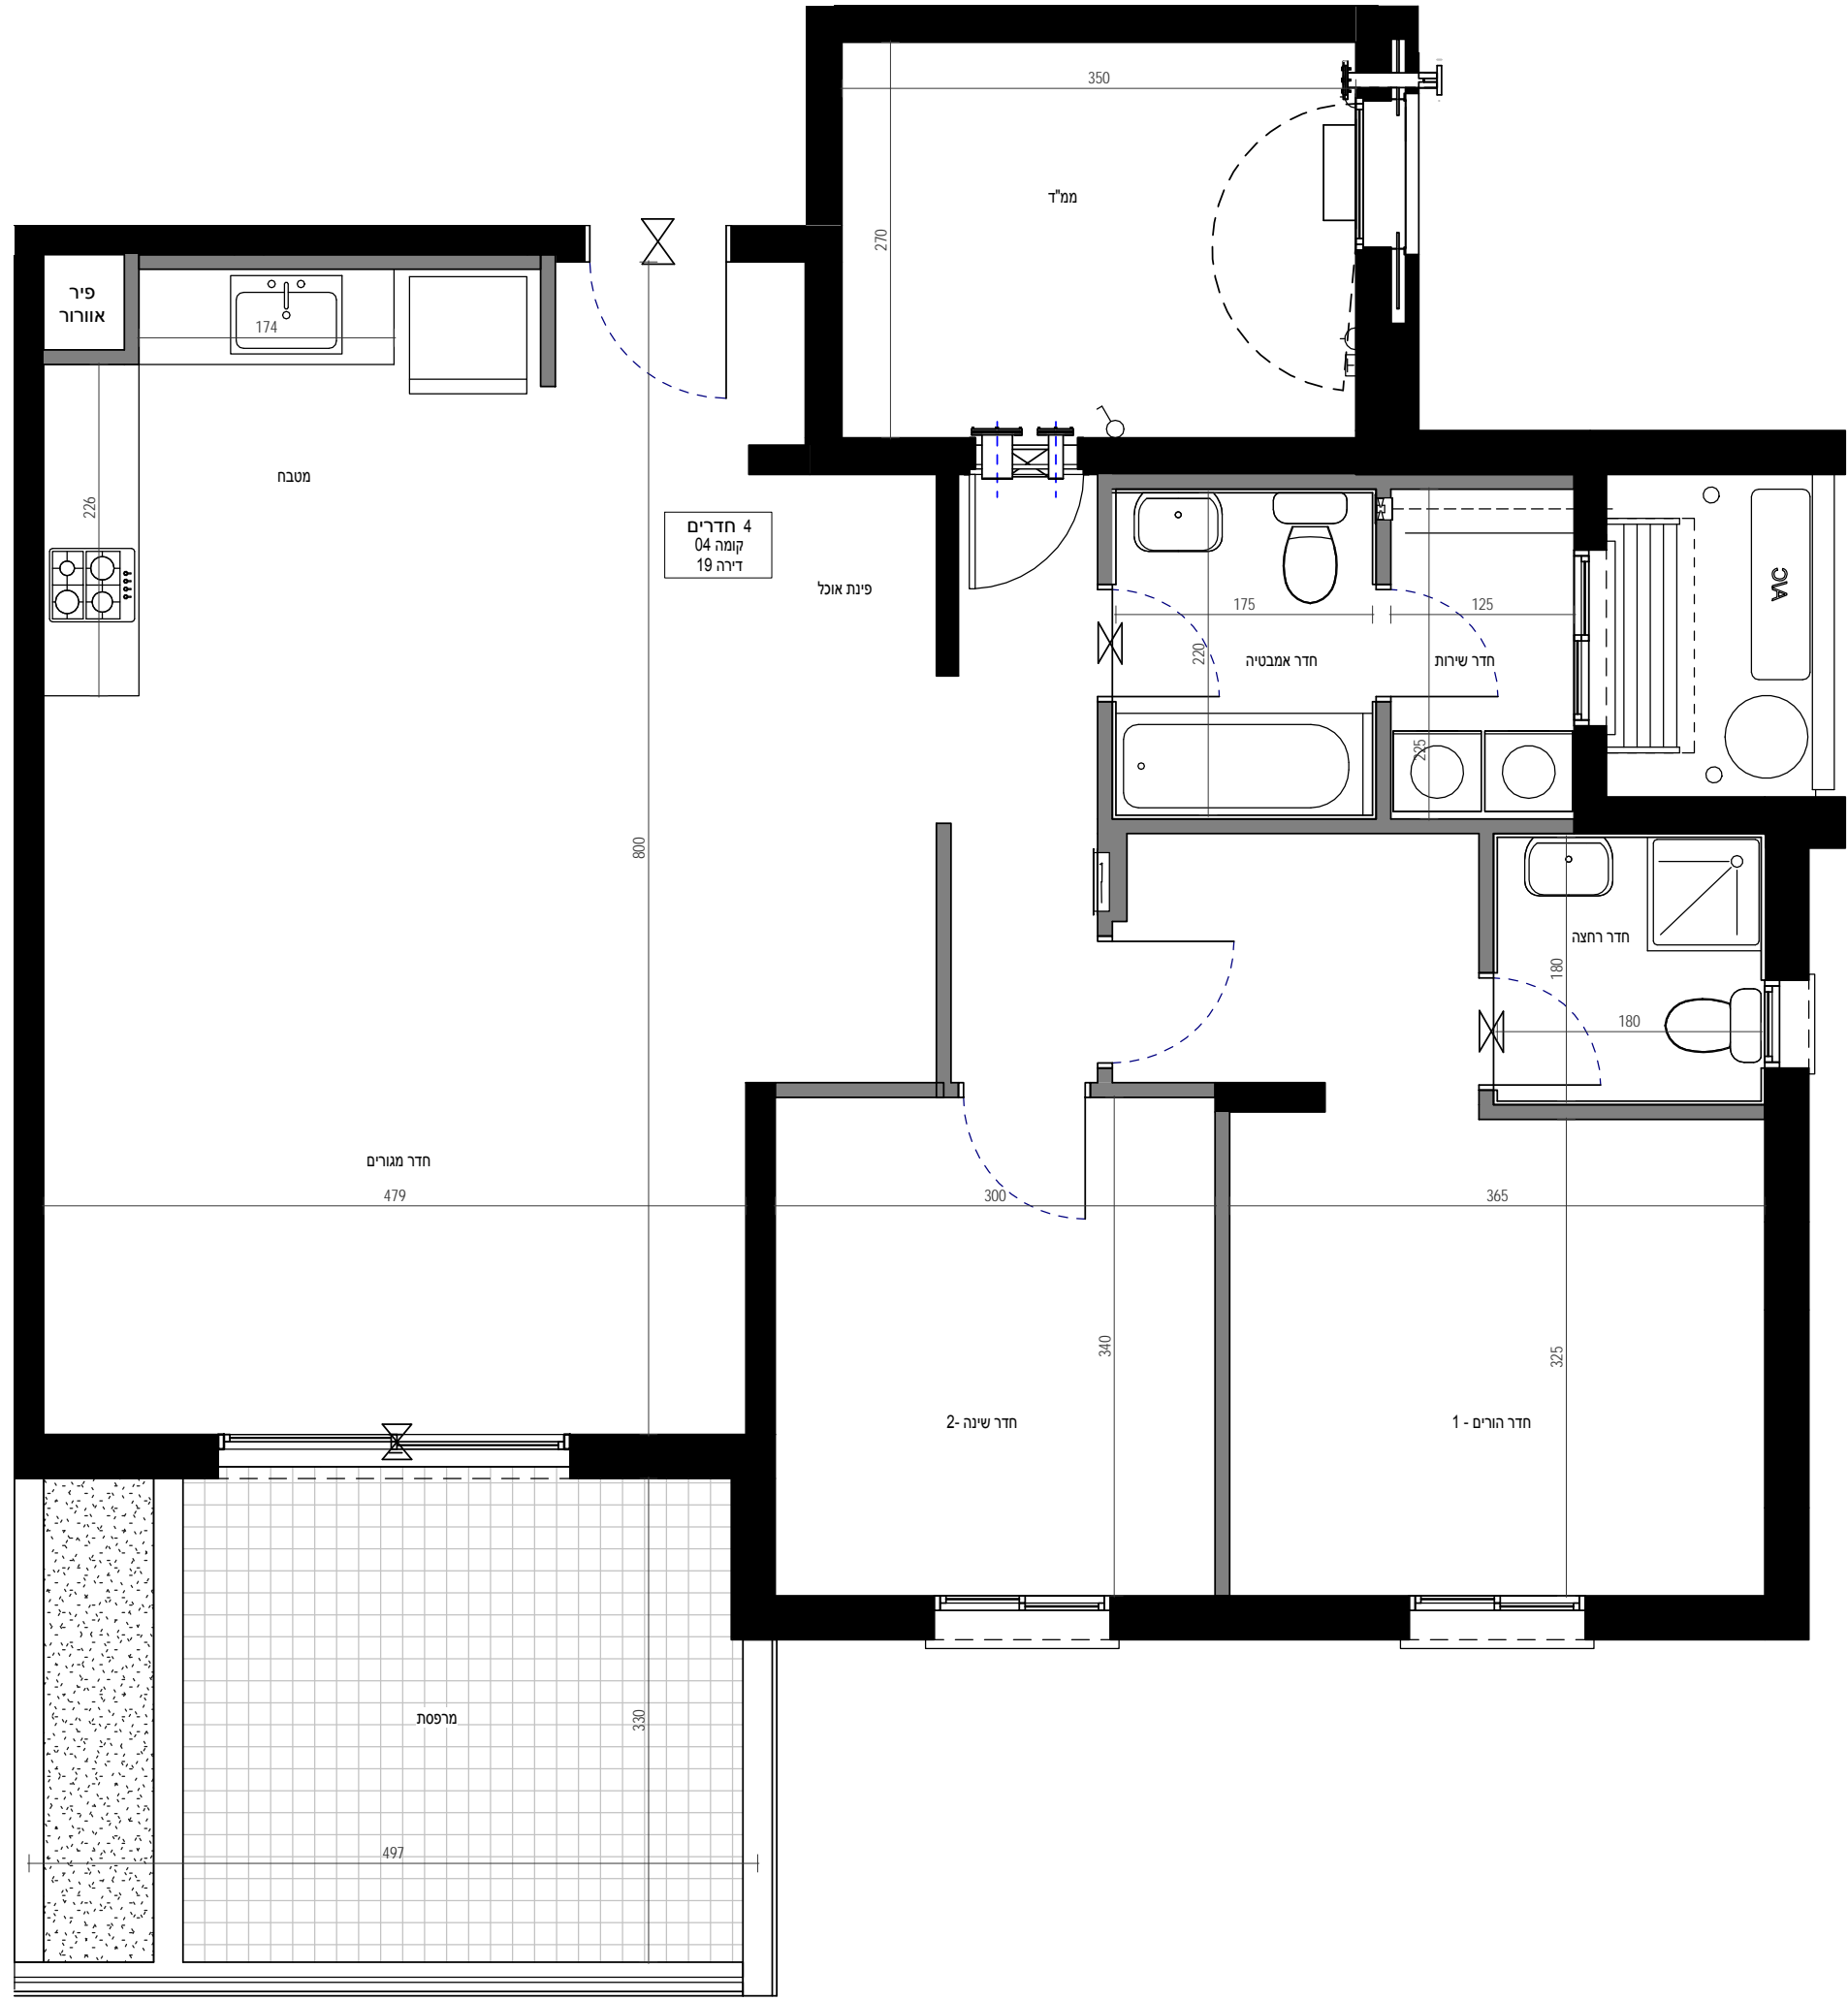 350
ממ"ד
270
פיר
אוורור
174
מטבח
226
4 חדרים
קומה 04
דירה 19
פינת אוכל
A/C
175
125
220
חדר אמבטיה
חדר שירות
225
800
חדר רחצה
180
180
חדר מגורים
479
300
365
340
325
חדר שינה -2
חדר הורים - 1
מרפסת
330
497